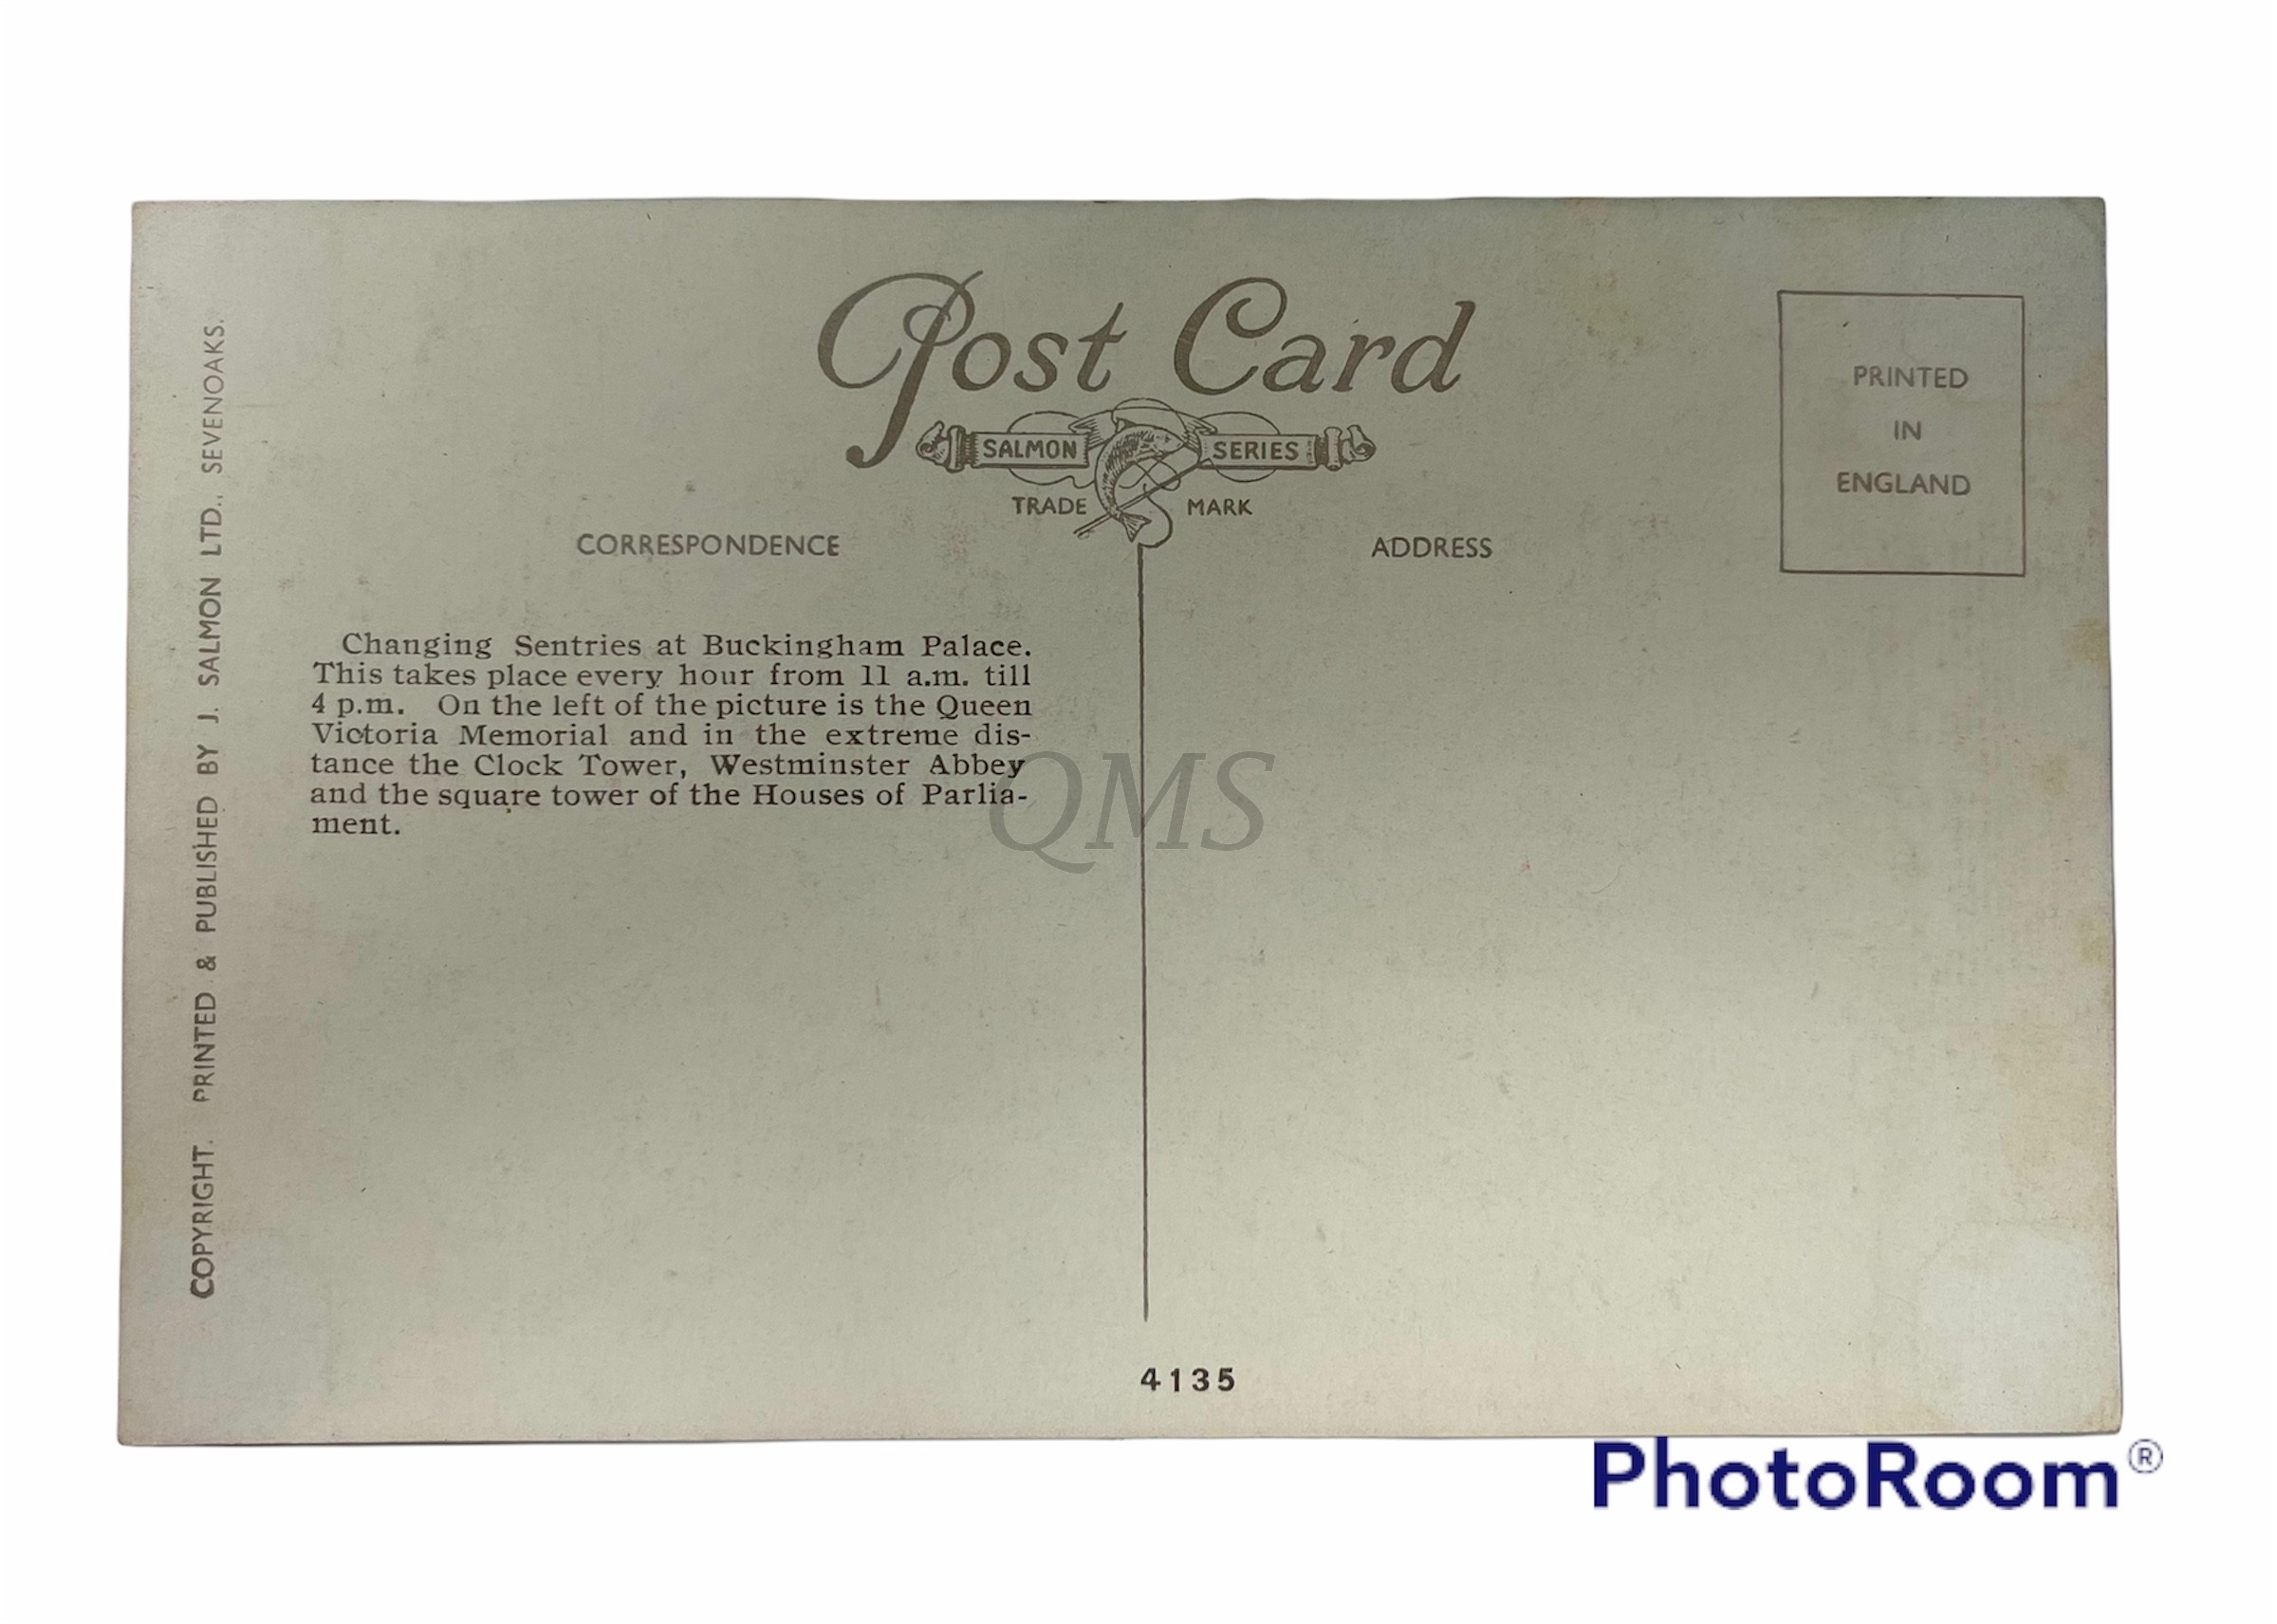 Post Card
SALMON SERIES
TRADE MARK
CORRESPONDENCE
ADDRESS
PRINTED
IN
ENGLAND
COPYRIGHT. PRINTED & PUBLISHED BY J. SALMON LTD., SEVENOAKS.
Changing Sentries at Buckingham Palace.
This takes place every hour from 11 a.m. till
4 p.m. On the left of the picture is the Queen
Victoria Memorial and in the extreme dis-
tance the Clock Tower, Westminster Abbey
and the square tower of the Houses of Parlia-
ment.
QMS
4135
PhotoRoom®